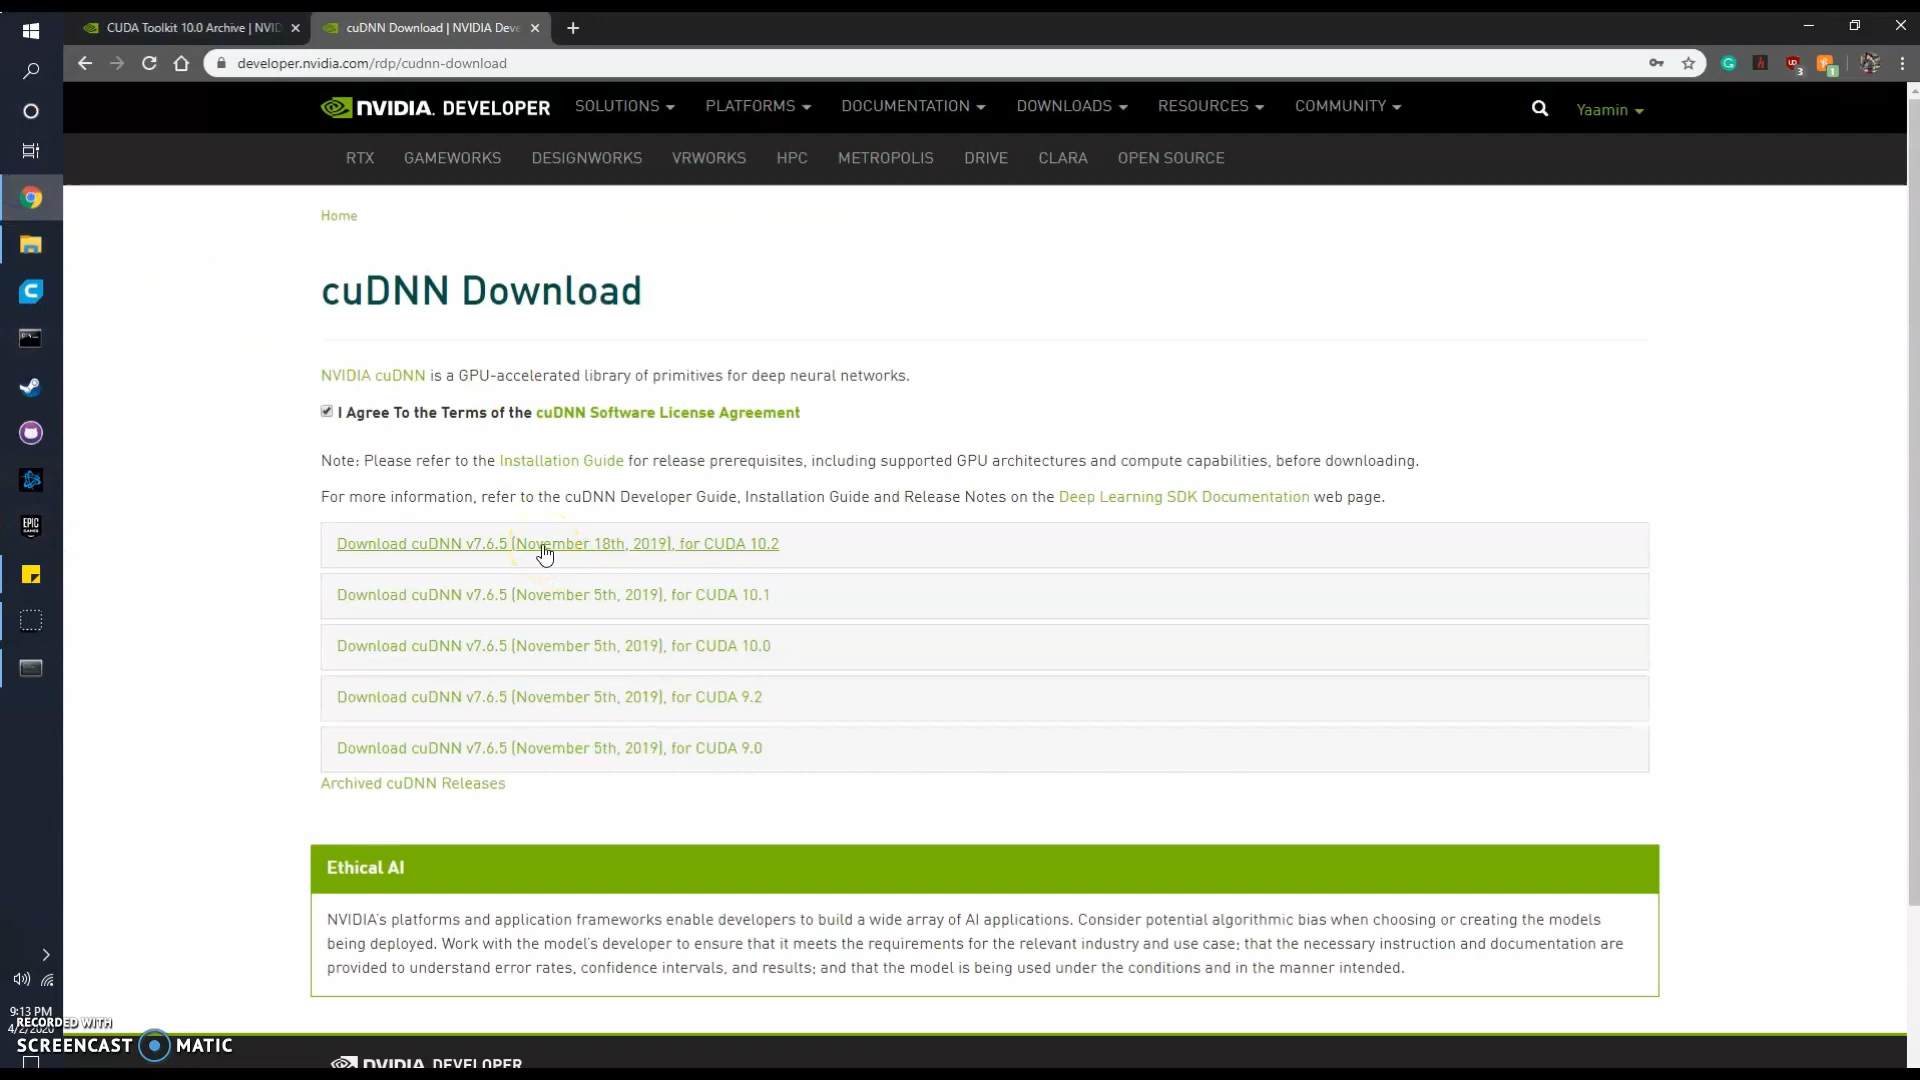 CUDA Toolkit 10.0 Archive | NVID
cuDNN Download | NVIDIA Deve
developer.nvidia.com/rdp/cudnn-download
3
1
NVIDIA. DEVELOPER
SOLUTIONS
PLATFORMS
DOCUMENTATION
DOWNLOADS
RESOURCES
COMMUNITY
Yaamin
RTX
GAMEWORKS
DESIGNWORKS
VRWORKS
HPC
METROPOLIS
DRIVE
CLARA
OPEN SOURCE
Home
cuDNN Download
NVIDIA cuDNN is a GPU-accelerated library of primitives for deep neural networks.
I Agree To the Terms of the cuDNN Software License Agreement
Note: Please refer to the Installation Guide for release prerequisites, including supported GPU architectures and compute capabilities, before downloading.
For more information, refer to the cuDNN Developer Guide, Installation Guide and Release Notes on the Deep Learning SDK Documentation web page.
Download cuDNN v7.6.5 (November 18th, 2019), for CUDA 10.2
Download cuDNN v7.6.5 (November 5th, 2019), for CUDA 10.1
Download cuDNN v7.6.5 (November 5th, 2019), for CUDA 10.0
Download cuDNN v7.6.5 (November 5th, 2019), for CUDA 9.2
Download cuDNN v7.6.5 (November 5th, 2019), for CUDA 9.0
Archived cuDNN Releases
Ethical AI
NVIDIA's platforms and application frameworks enable developers to build a wide array of AI applications. Consider potential algorithmic bias when choosing or creating the models
being deployed. Work with the model's developer to ensure that it meets the requirements for the relevant industry and use case; that the necessary instruction and documentation are
provided to understand error rates, confidence intervals, and results; and that the model is being used under the conditions and in the manner intended.
NVIDIA DEVELOPER
EPIC
GAMES
9:13 PM
4/2/2020
RECORDED WITH
SCREENCAST MATIC